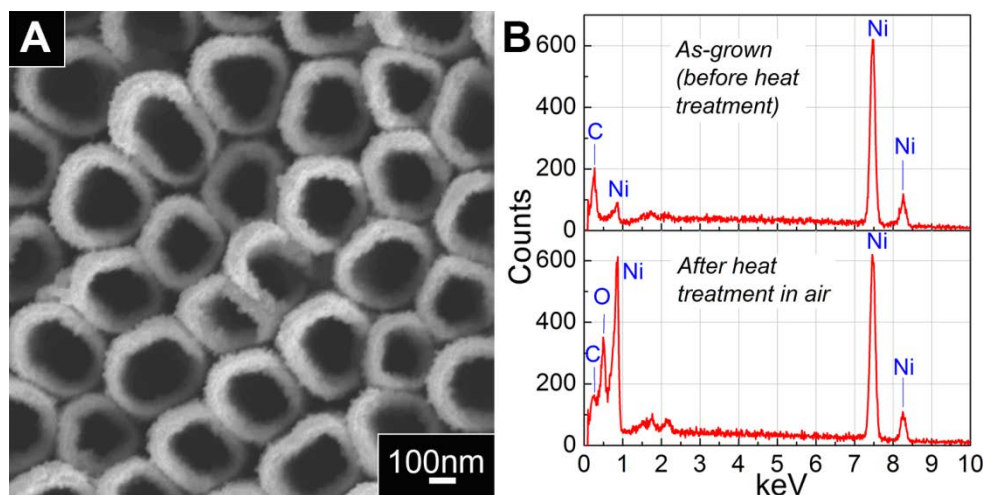 A
100nm
B
Counts
600
400
200
0
As-grown
(before heat
treatment)
C
Ni
Ni
Ni
600
400
200
0
After heat
treatment in air
C
O
Ni
Ni
Ni
0 1 2 3 4 5 6 7 8 9 10
keV